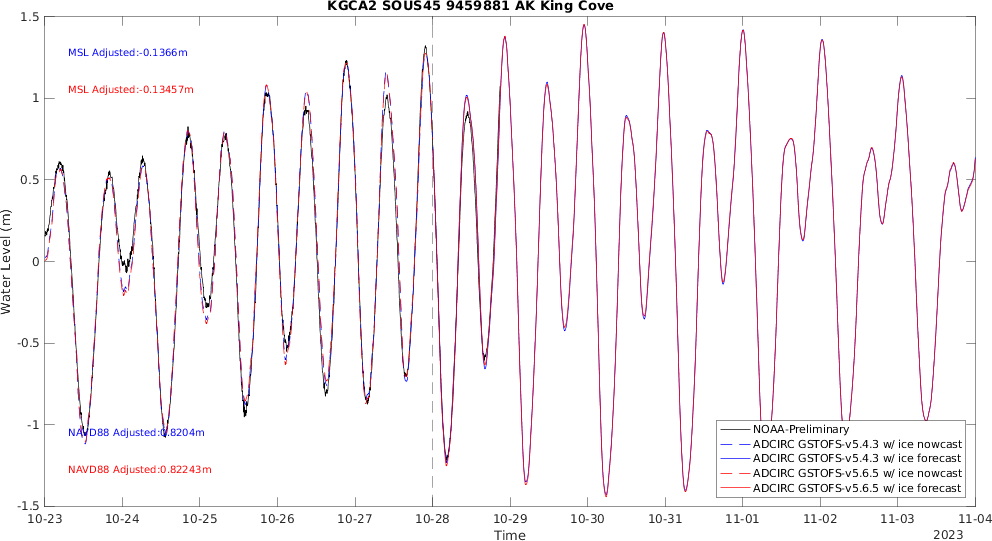 KGCA2 SOUS45 9459881 AK King Cove
1.5
1
0.5
0
-0.5
-1
-1.5
Water Level (m)
MSL Adjusted:-0.1366m
MSL Adjusted:-0.13457m
NAVD88 Adjusted:0.8204m
NAVD88 Adjusted:0.82243m
NOAA-Preliminary
ADCIRC GSTOFS-v5.4.3 w/ ice nowcast
ADCIRC GSTOFS-v5.4.3 w/ ice forecast
ADCIRC GSTOFS-v5.6.5 w/ ice nowcast
ADCIRC GSTOFS-v5.6.5 w/ ice forecast
10-23 10-24 10-25 10-26 10-27 10-28 10-29 10-30 10-31 11-01 11-02 11-03 11-04
Time
2023